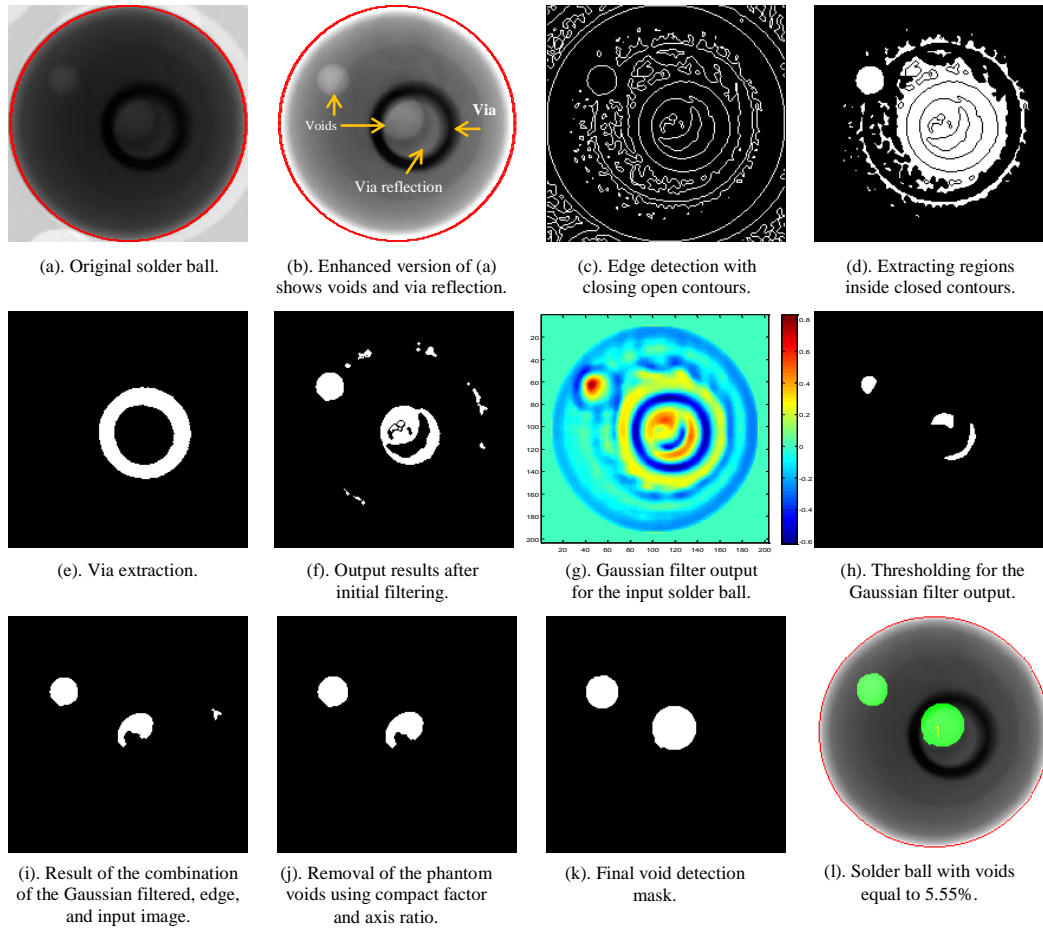 Voids
Via
Via reflection
(a). Original solder ball.
(b). Enhanced version of (a)
shows voids and via reflection.
(c). Edge detection with
closing open contours.
(d). Extracting regions
inside closed contours.
20
40
60
80
100
120
140
160
180
200
20 40 60 80 100 120 140 160 180 200
0.8
0.6
0.4
0.2
0
-0.2
-0.4
-0.6
(e). Via extraction.
(f). Output results after
initial filtering.
(g). Gaussian filter output
for the input solder ball.
(h). Thresholding for the
Gaussian filter output.
1
(i). Result of the combination
of the Gaussian filtered, edge,
and input image.
(j). Removal of the phantom
voids using compact factor
and axis ratio.
(k). Final void detection
mask.
(l). Solder ball with voids
equal to 5.55%.